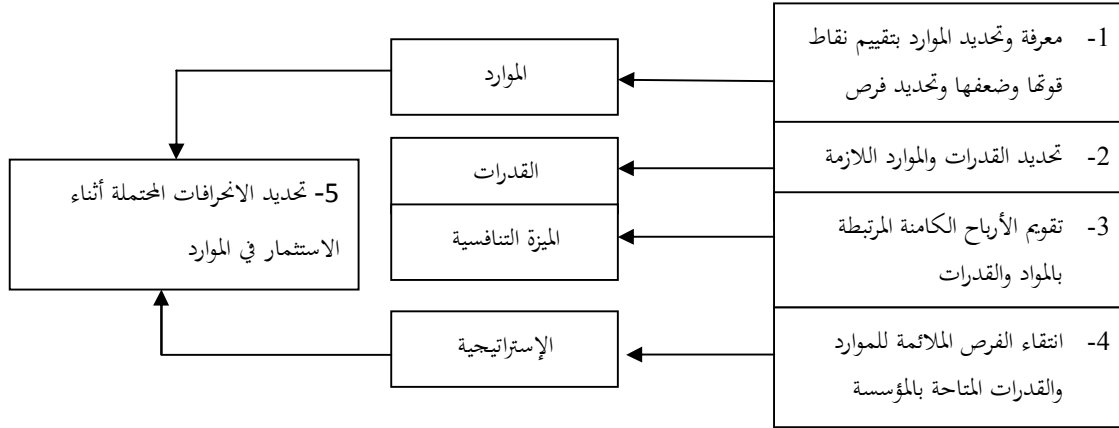 1- معرفة وتحديد الموارد بتقييم نقاط
قوتها وضعفها وتحديد فرص
2- تحديد القدرات والموارد اللازمة
3- تقويم الأرباح الكامنة المرتبطة
بالمواد والقدرات
4- انتقاء الفرص الملائمة للموارد
والقدرات المتاحة بالمؤسسة
الموارد
القدرات
الميزة التنافسية
الإستراتيجية
5- تحديد الانحرافات المحتملة أثناء
الاستثمار في الموارد